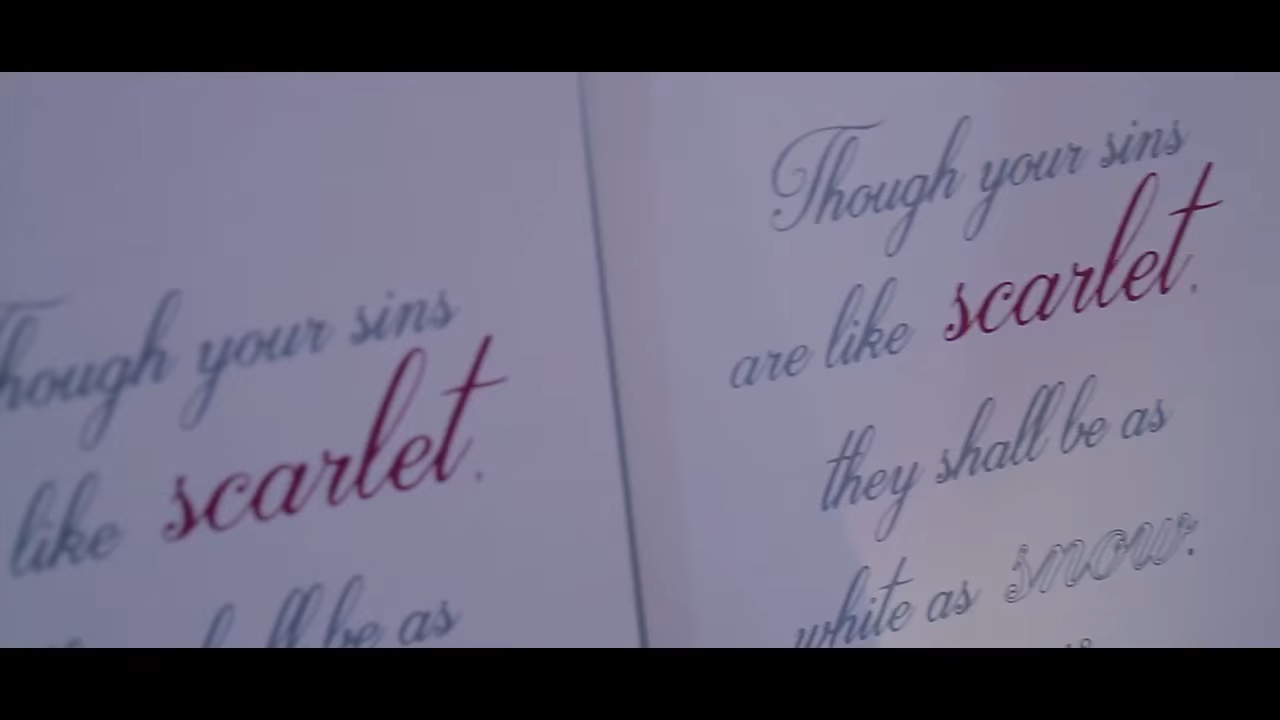 hough your sins
like scarlet.
be as
Though your sins
are like scarlet,
they shall be as
white as snow: